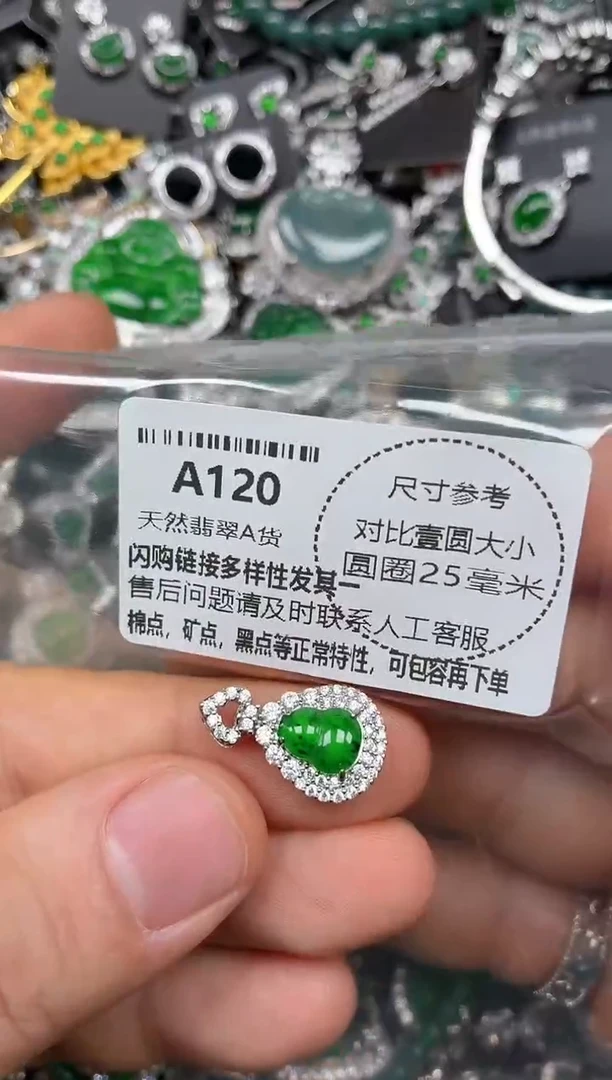 A120
天然翡翠A货
尺寸参考
对比壹圆大小
圆圈25毫米
闪购链接多样性发其一
售后问题请及时联系人工客服
棉点，矿点，黑点等正常特性，可包容再下单